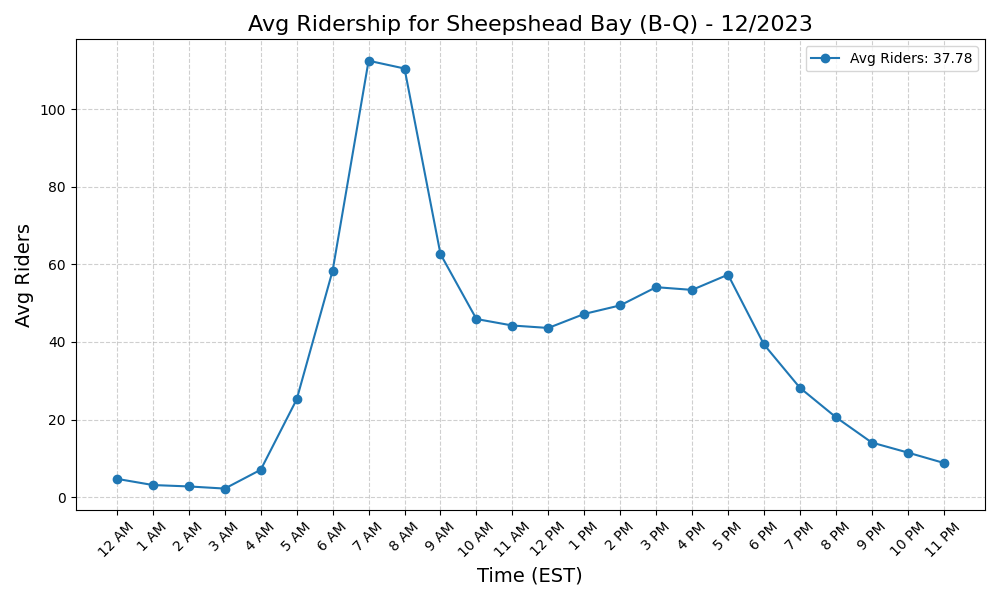 Avg Ridership for Sheepshead Bay (B-Q) - 12/2023
Avg Riders: 37.78
Avg Riders
100
80
60
40
20
0
12 AM
1 AM
2 AM
3 AM
4 AM
5 AM
6 AM
7 AM
8 AM
9 AM
10 AM
11 AM
12 PM
1 PM
2 PM
3 PM
4 PM
5 PM
6 PM
7 PM
8 PM
9 PM
10 PM
11 PM
Time (EST)